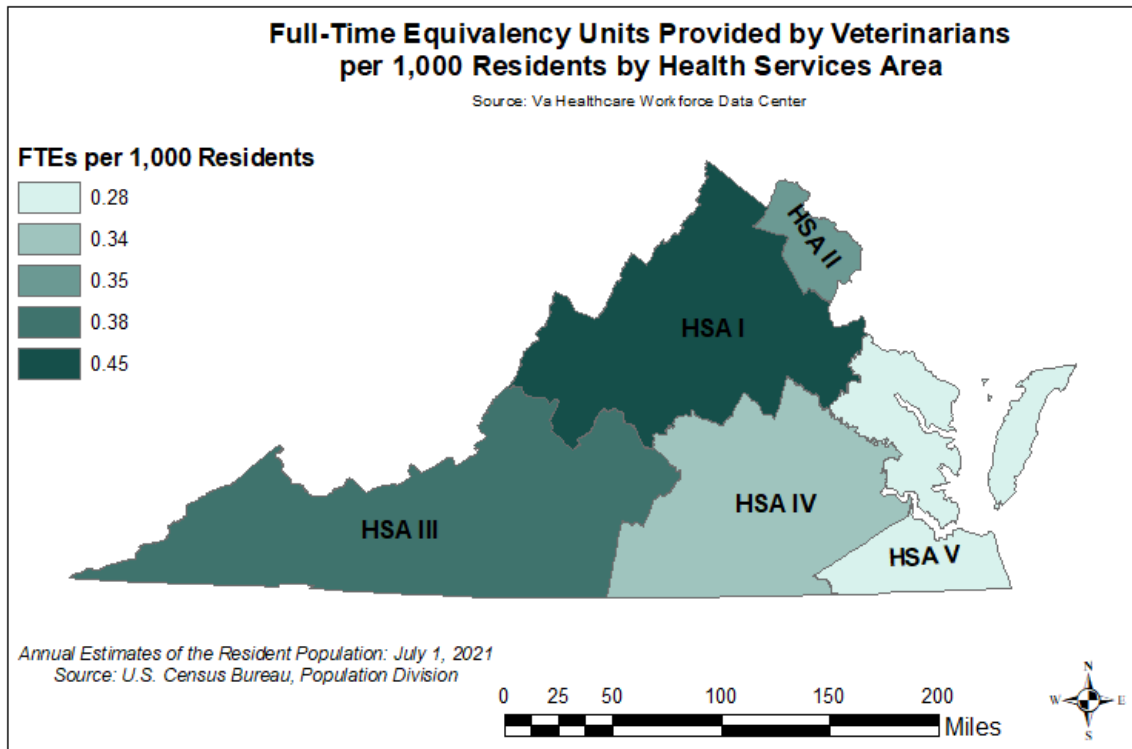 Full-Time Equivalency Units Provided by Veterinarians
per 1,000 Residents by Health Services Area
Source: Va Healthcare Workforce Data Center
FTEs per 1,000 Residents
0.28
0.34
0.35
0.38
0.45
HSA II
HSA I
HSA IV
HSA III
HSA V
Annual Estimates of the Resident Population: July 1, 2021
Source: U.S. Census Bureau, Population Division
0 25 50 100 150 200
Miles
N
W E
S